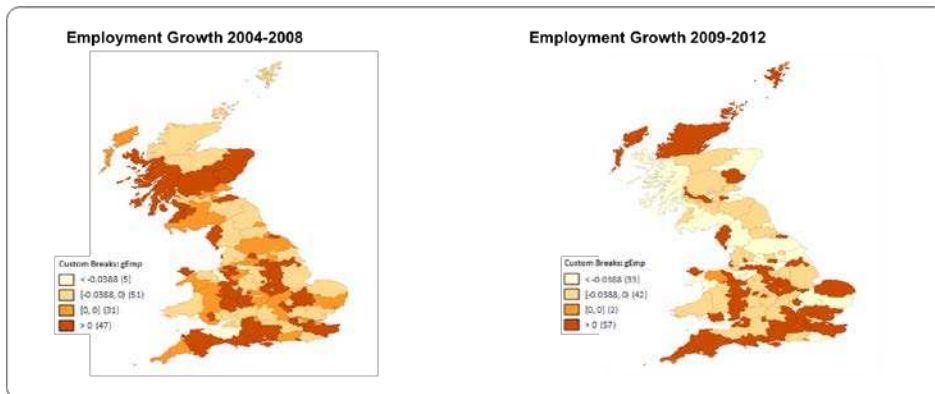 Employment Growth 2004-2008
Employment Growth 2009-2012
Custom Breaks: gEmp
< -0.0388 (5)
[-0.0388, 0) (51)
[0, 0] (31)
> 0 (47)
Custom Breaks: gEmp
< -0.0388 (33)
[-0.0388, 0) (42)
[0, 0] (2)
> 0 (57)